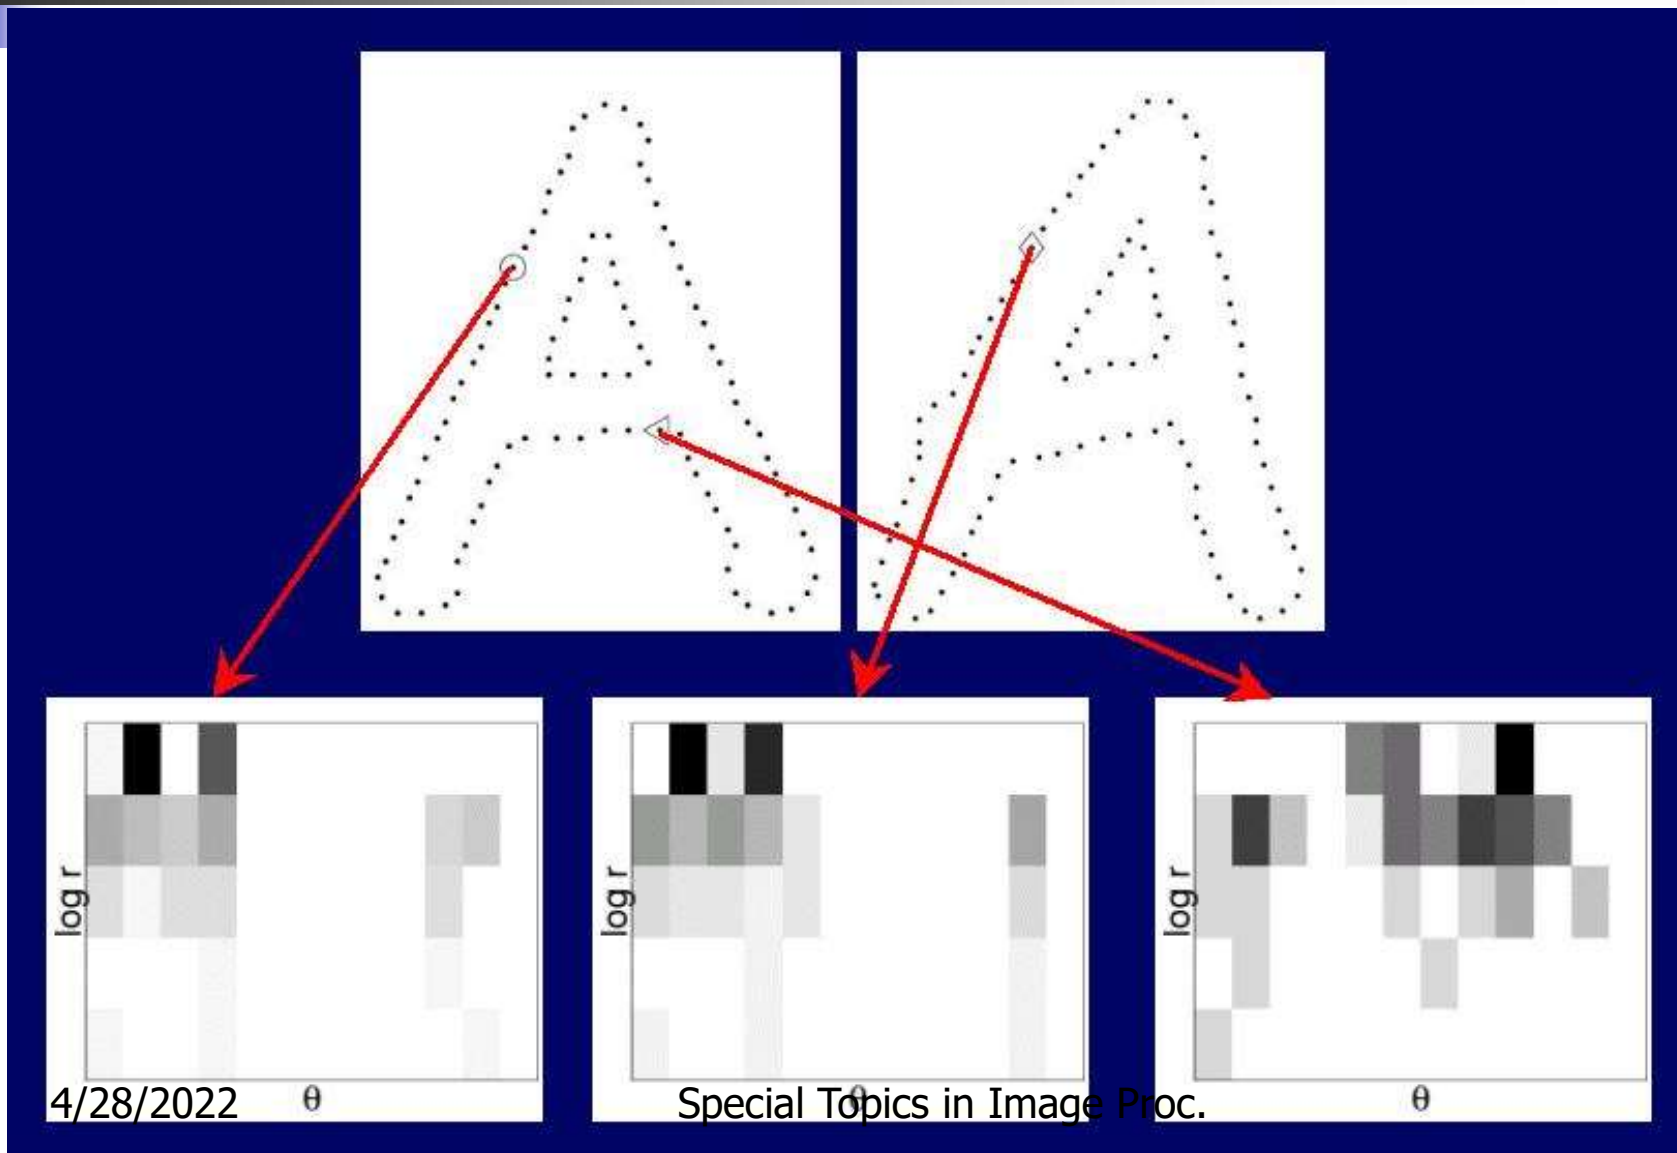 log r
log r
log r
θ
θ
θ
4/28/2022
Special Topics in Image Proc.